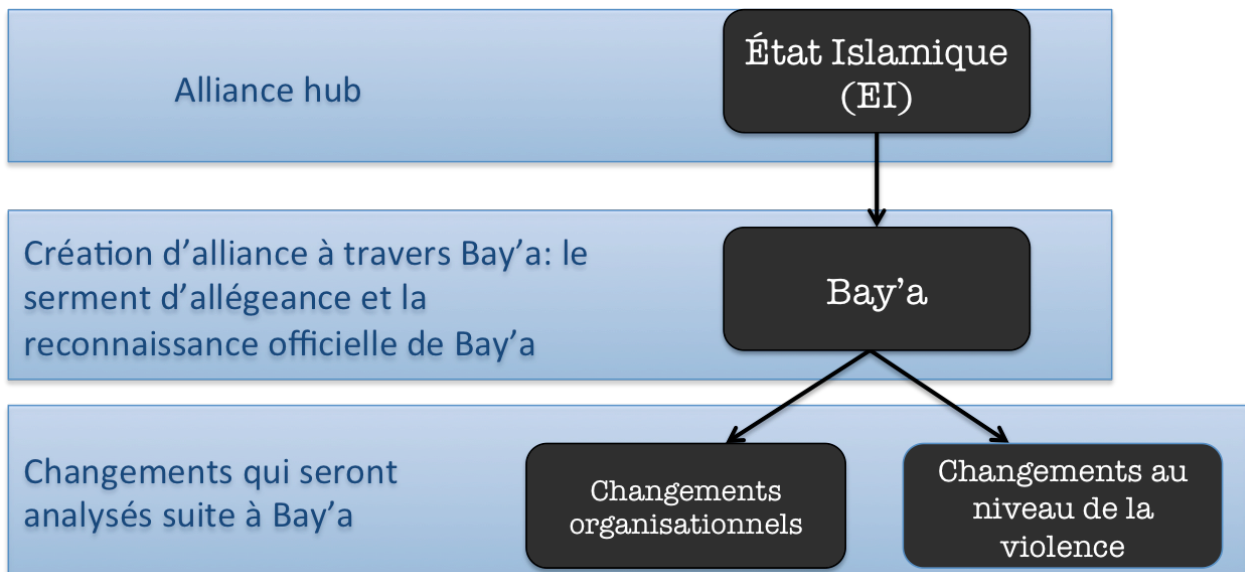 Alliance hub
État Islamique
(EI)
Création d’alliance à travers Bay’a: le
serment d’allégeance et la
reconnaissance officielle de Bay’a
Bay’a
Changements qui seront
analysés suite à Bay’a
Changements
organisationnels
Changements au
niveau de la
violence